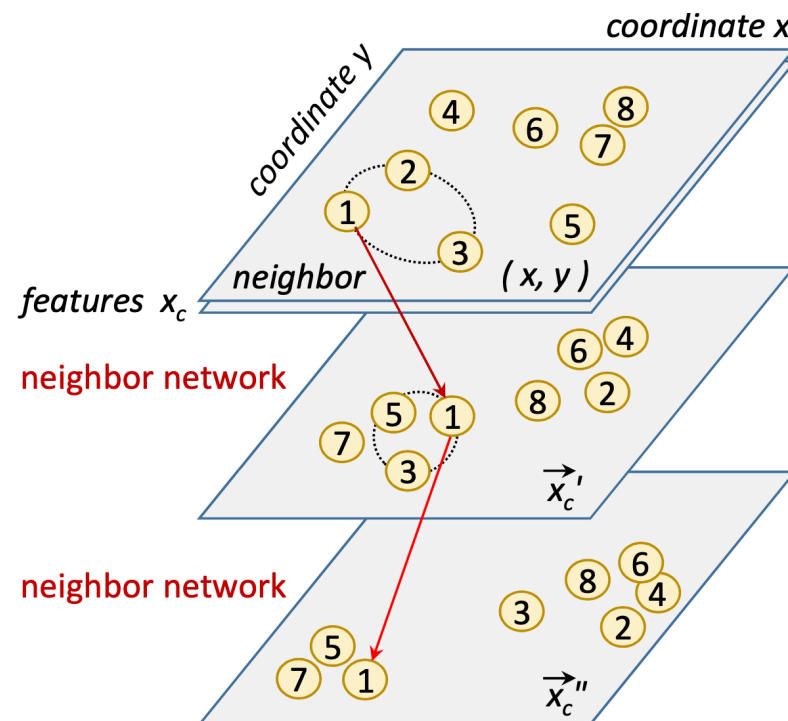 coordinate x
coordinate y
4
6
8
7
2
1
5
3
neighbor
( x, y )
features x_c
neighbor network
6
4
5
1
8
2
7
3
x_c'
neighbor network
6
8
4
3
2
5
7
1
x_c"